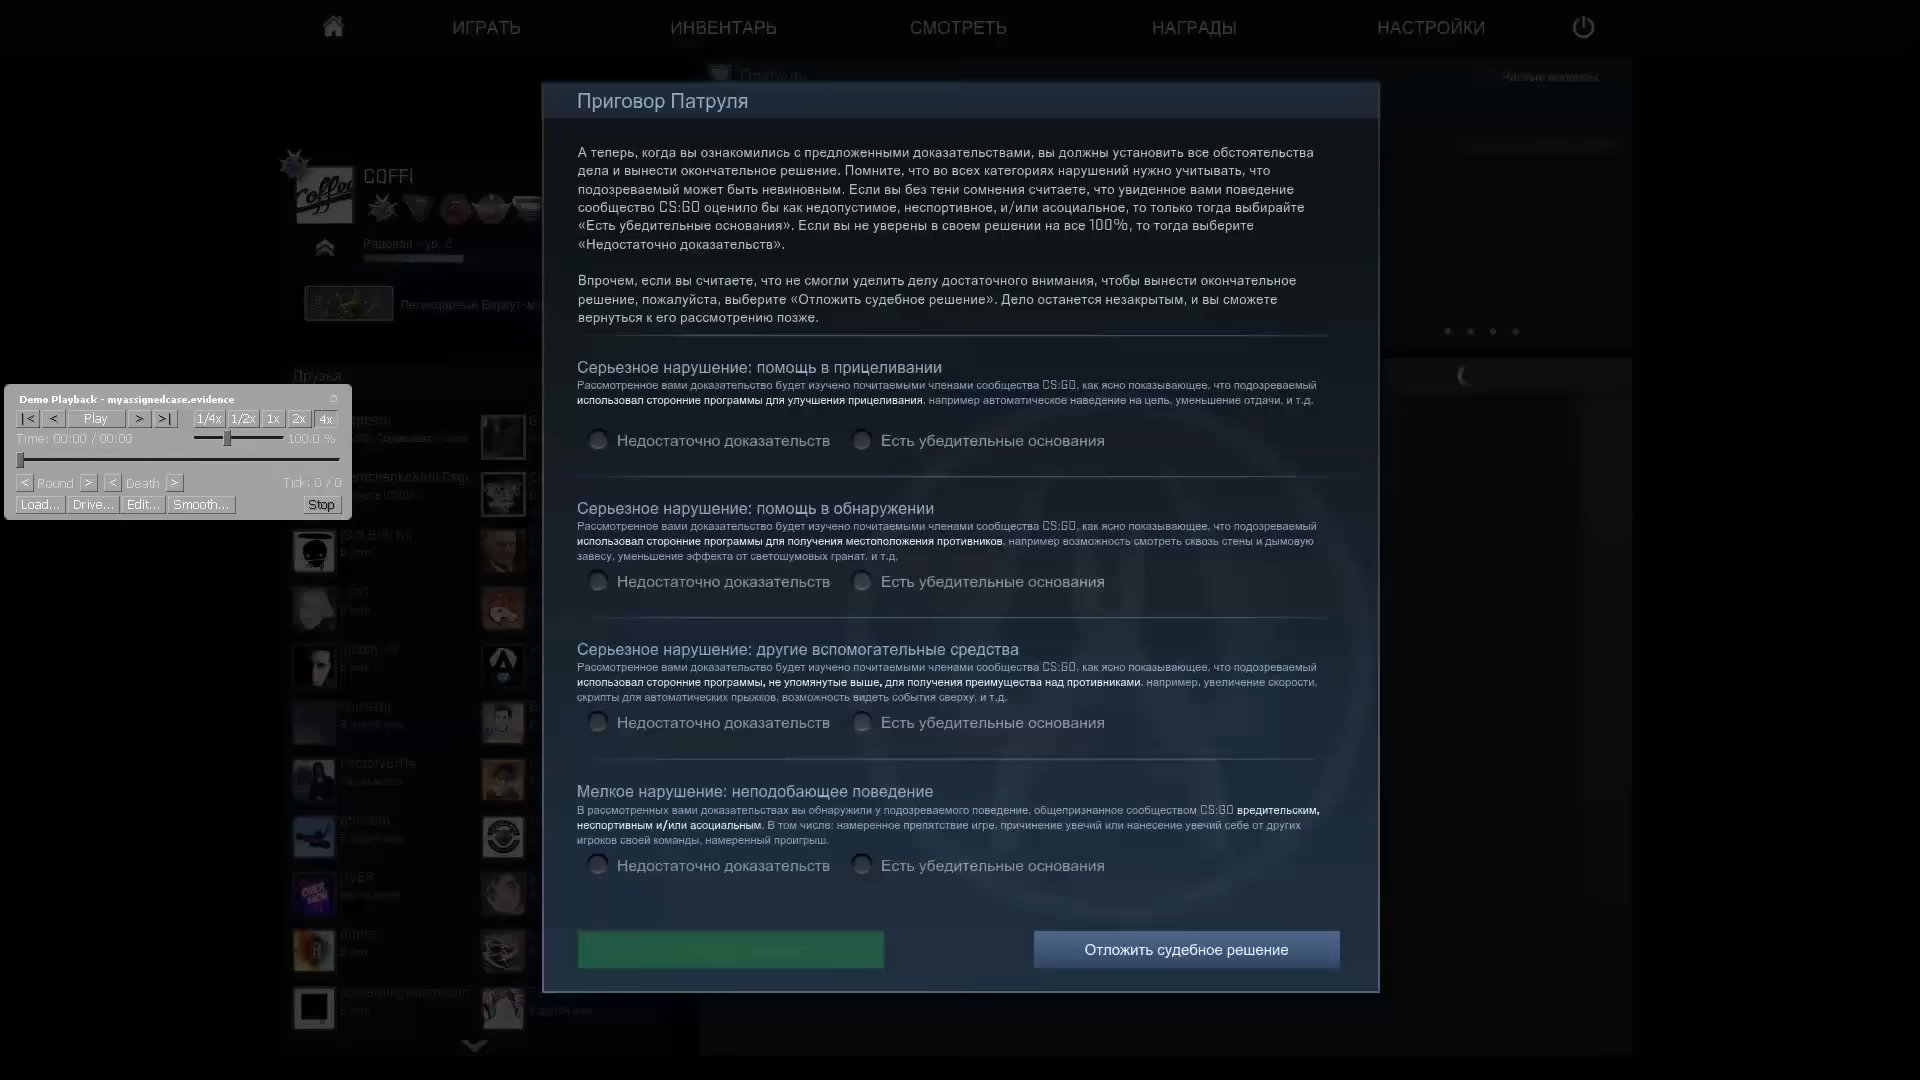 ИГРАТЬ
ИНВЕНТАРЬ
СМОТРЕТЬ
НАГРАДЫ
НАСТРОЙКИ
Патруль
Частые вопросы
Приговор Патруля
А теперь, когда вы ознакомились с предложенными доказательствами, вы должны установить все обстоятельства
дела и вынести окончательное решение. Помните, что во всех категориях нарушений нужно учитывать, что
подозреваемый может быть невиновным. Если вы без тени сомнения считаете, что увиденное вами поведение
сообщество CS:GO оценило бы как недопустимое, неспортивное, и/или асоциальное, то только тогда выбирайте
«Есть убедительные основания». Если вы не уверены в своем решении на все 100%, то тогда выберите
«Недостаточно доказательств».
Впрочем, если вы считаете, что не смогли уделить делу достаточного внимания, чтобы вынести окончательное
решение, пожалуйста, выберите «Отложить судебное решение». Дело останется незакрытым, и вы сможете
вернуться к его рассмотрению позже.
Серьезное нарушение: помощь в прицеливании
Рассмотренное вами доказательство будет изучено почитаемыми членами сообщества CS:GO, как ясно показывающее, что подозреваемый
использовал сторонние программы для улучшения прицеливания, например автоматическое наведение на цель, уменьшение отдачи, и т.д.
Недостаточно доказательств
Есть убедительные основания
Серьезное нарушение: помощь в обнаружении
Рассмотренное вами доказательство будет изучено почитаемыми членами сообщества CS:GO, как ясно показывающее, что подозреваемый
использовал сторонние программы для получения местоположения противников, например возможность смотреть сквозь стены и дымовую
завесу, уменьшение эффекта от светошумовых гранат, и т.д.
Недостаточно доказательств
Есть убедительные основания
Серьезное нарушение: другие вспомогательные средства
Рассмотренное вами доказательство будет изучено почитаемыми членами сообщества CS:GO, как ясно показывающее, что подозреваемый
использовал сторонние программы, не упомянутые выше, для получения преимущества над противниками, например, увеличение скорости,
скрипты для автоматических прыжков, возможность видеть события сверху, и т.д.
Недостаточно доказательств
Есть убедительные основания
Мелкое нарушение: неподобающее поведение
В рассмотренных вами доказательствах вы обнаружили у подозреваемого поведение, общепризнанное сообществом CS:GO вредительским,
неспортивным и/или асоциальным. В том числе: намеренное препятствие игре, причинение увечий или нанесение увечий себе от других
игроков своей команды, намеренный проигрыш.
Недостаточно доказательств
Есть убедительные основания
Отложить судебное решение
COFFI
Рядовой - ур. 2
Легендарный Беркут-м
Друзья
Demo Playback - myassignedcase.evidence
|<
<
Play
>
>|
1/4x
1/2x
1x
2x
4x
Time: 00:00 / 00:00
100.0 %
< Round >
< Death >
Tick: 0 / 0
Load...
Drive...
Edit...
Smooth...
Stop